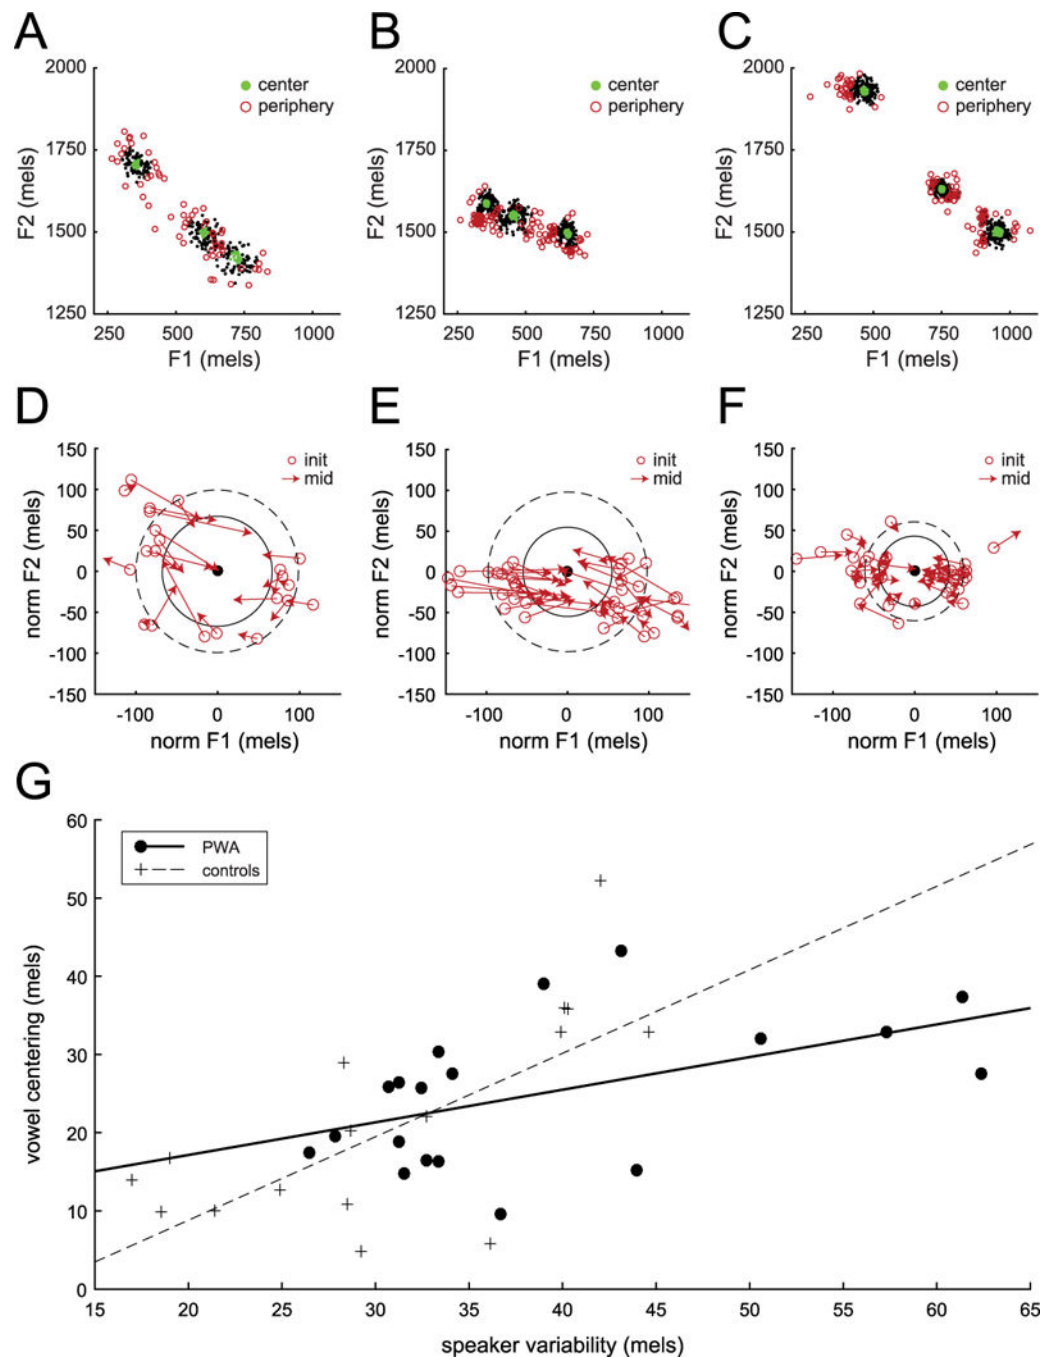 A
B
C
2000
1750
1500
1250
F2 (mels)
center
periphery
250 500 750 1000
F1 (mels)
2000
1750
1500
1250
F2 (mels)
center
periphery
250 500 750 1000
F1 (mels)
2000
1750
1500
1250
F2 (mels)
center
periphery
250 500 750 1000
F1 (mels)
D
E
F
150
100
50
0
-50
-100
-150
norm F2 (mels)
init
mid
-100 0 100
norm F1 (mels)
150
100
50
0
-50
-100
-150
norm F2 (mels)
init
mid
-100 0 100
norm F1 (mels)
150
100
50
0
-50
-100
-150
norm F2 (mels)
init
mid
-100 0 100
norm F1 (mels)
G
60
50
40
30
20
10
0
vowel centering (mels)
PWA
controls
15 20 25 30 35 40 45 50 55 60 65
speaker variability (mels)